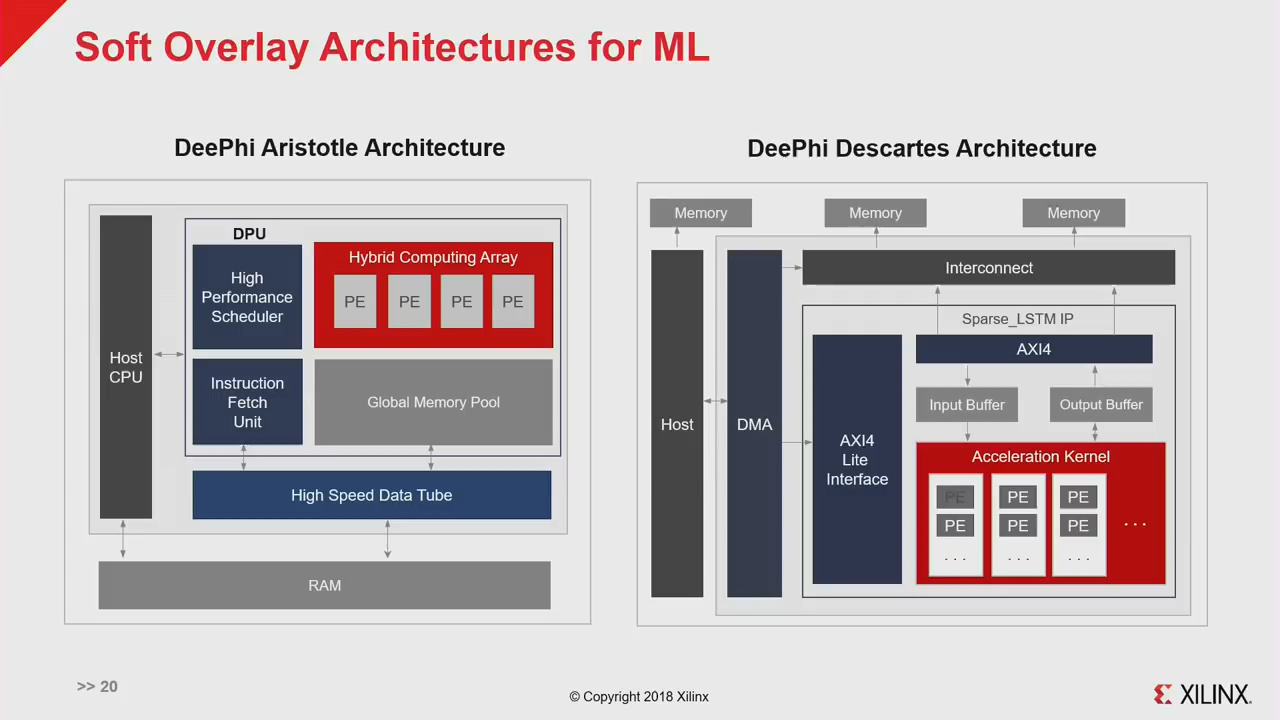 Soft Overlay Architectures for ML
DeePhi Aristotle Architecture
DPU
High
Performance
Scheduler
Hybrid Computing Array
PE PE PE PE
Host
CPU
Instruction
Fetch
Unit
Global Memory Pool
High Speed Data Tube
RAM
DeePhi Descartes Architecture
Memory Memory Memory
Interconnect
Sparse_LSTM IP
AXI4
Input Buffer Output Buffer
Host
DMA
AXI4
Lite
Interface
Acceleration Kernel
PE PE PE
PE PE PE
. . .
. . . . . . . . .
>> 20
© Copyright 2018 Xilinx
XILINX.